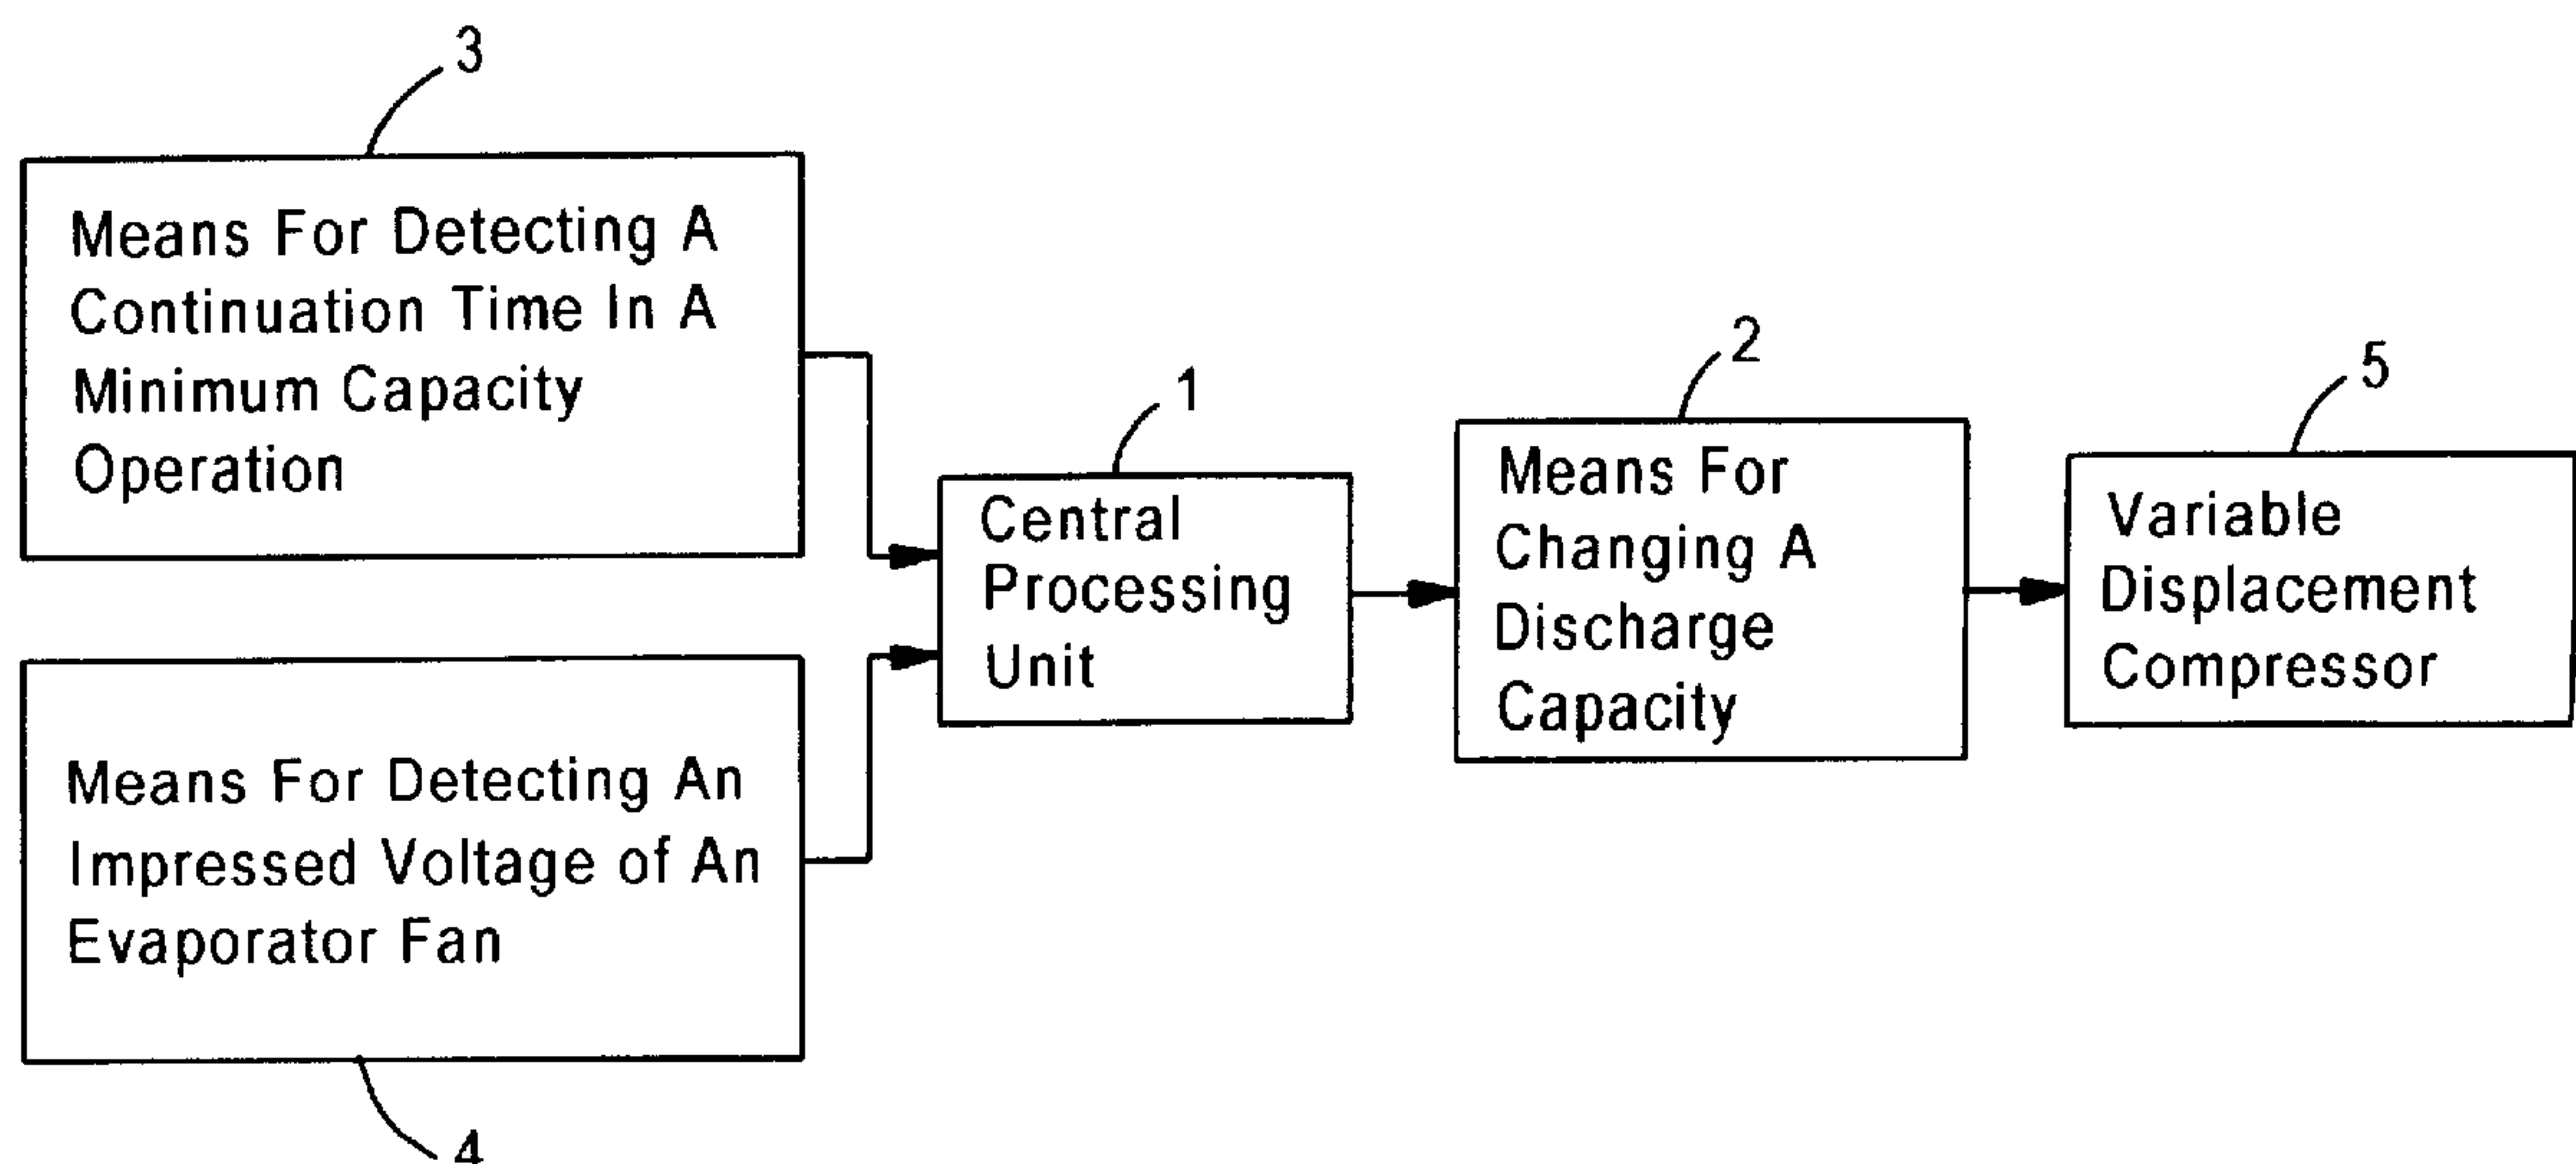 3
Means For Detecting A
Continuation Time In A
Minimum Capacity
Operation
Means For Detecting An
Impressed Voltage of An
Evaporator Fan
4
1
Central
Processing
Unit
2
Means For
Changing A
Discharge
Capacity
5
Variable
Displacement
Compressor